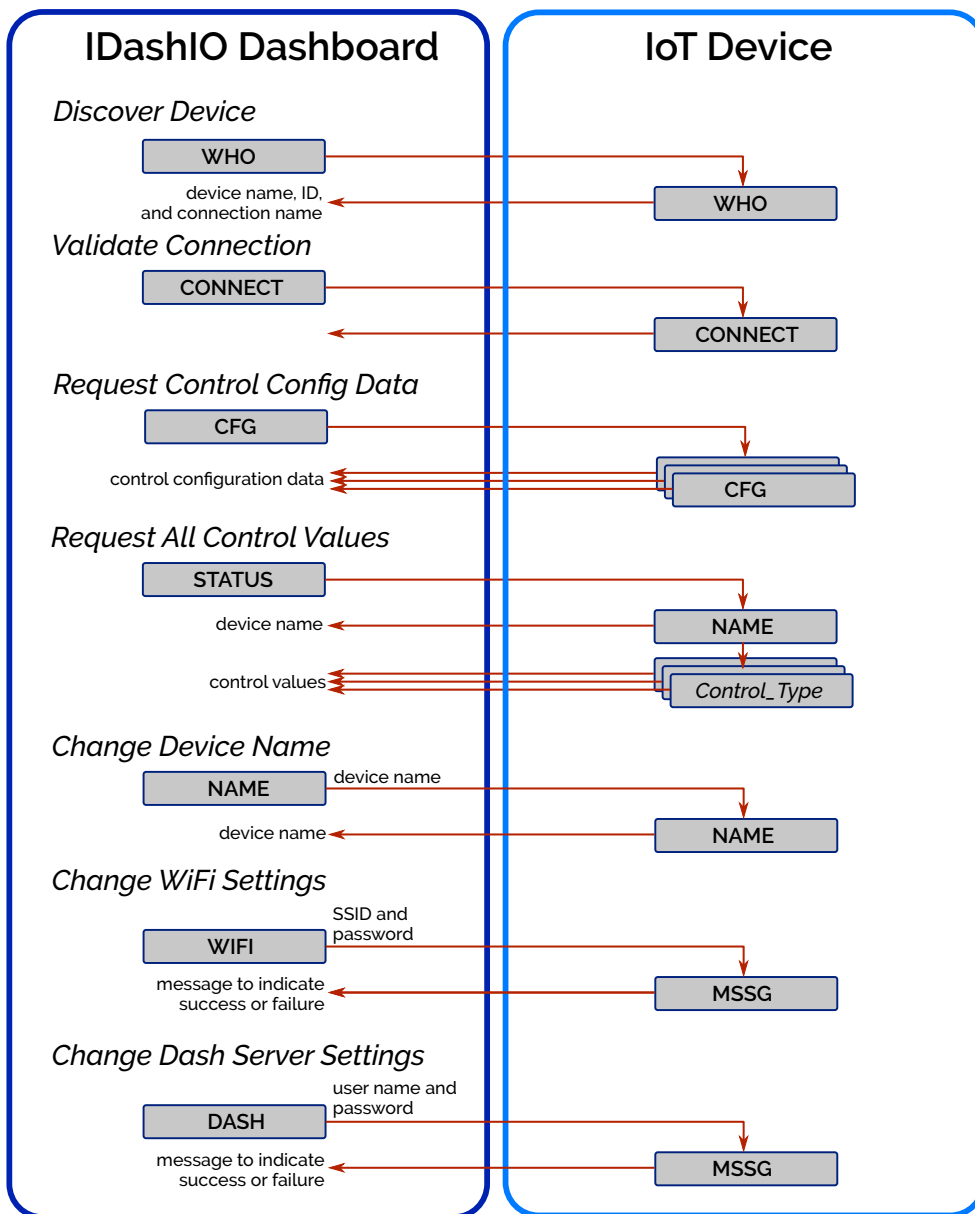 IDashIO Dashboard
IoT Device
Discover Device
WHO
device name, ID,
and connection name
WHO
Validate Connection
CONNECT
CONNECT
Request Control Config Data
CFG
control configuration data
CFG
Request All Control Values
STATUS
device name
NAME
control values
Control_Type
Change Device Name
NAME
device name
device name
NAME
Change WiFi Settings
SSID and
password
WIFI
message to indicate
success or failure
MSSG
Change Dash Server Settings
user name and
password
DASH
message to indicate
success or failure
MSSG